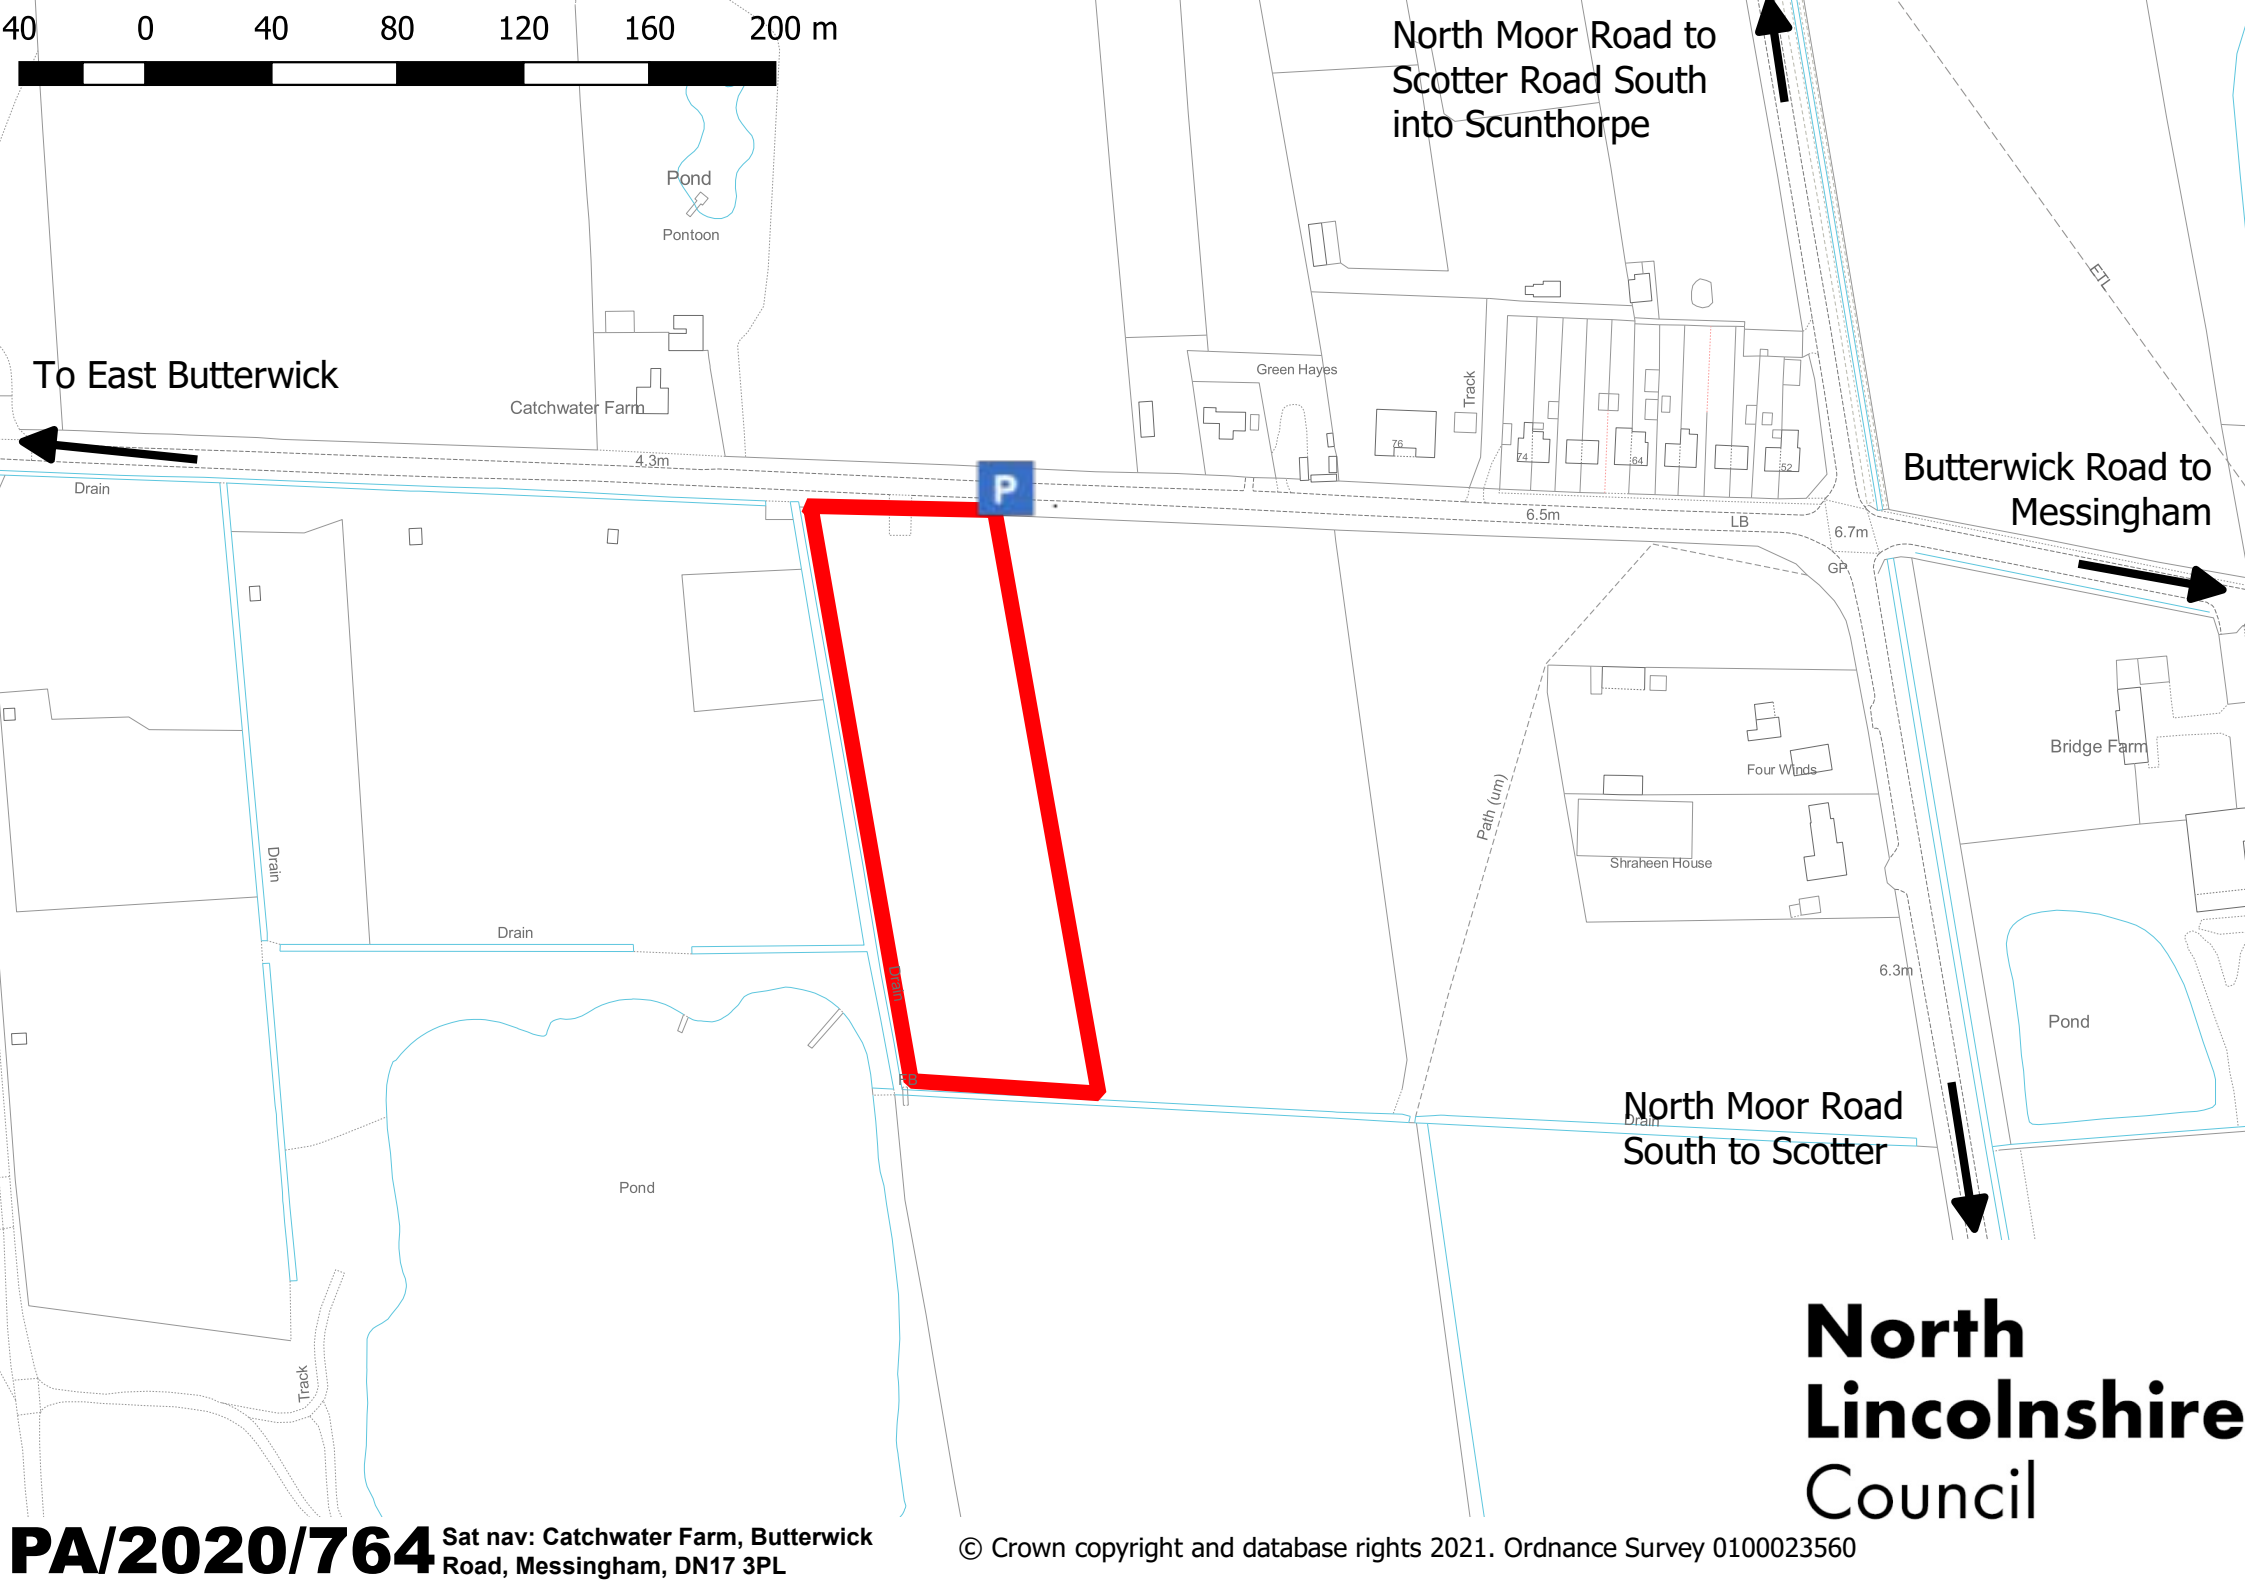 40 0 40 80 120 160 200 m
North Moor Road to
Scotter Road South
into Scunthorpe
Pond
Pontoon
ETL
To East Butterwick
Catchwater Farm
Green Hayes
Track
76
74
64
52
4.3m
P
Drain
6.5m
LB
6.7m
GP
Butterwick Road to
Messingham
Bridge Farm
Four Winds
Path (um)
Shraheen House
Drain
Drain
Drain
6.3m
Pond
FB
North Moor Road
South to Scotter
Drain
Pond
Track
North
Lincolnshire
Council
PA/2020/764
Sat nav: Catchwater Farm, Butterwick
Road, Messingham, DN17 3PL
© Crown copyright and database rights 2021. Ordnance Survey 0100023560